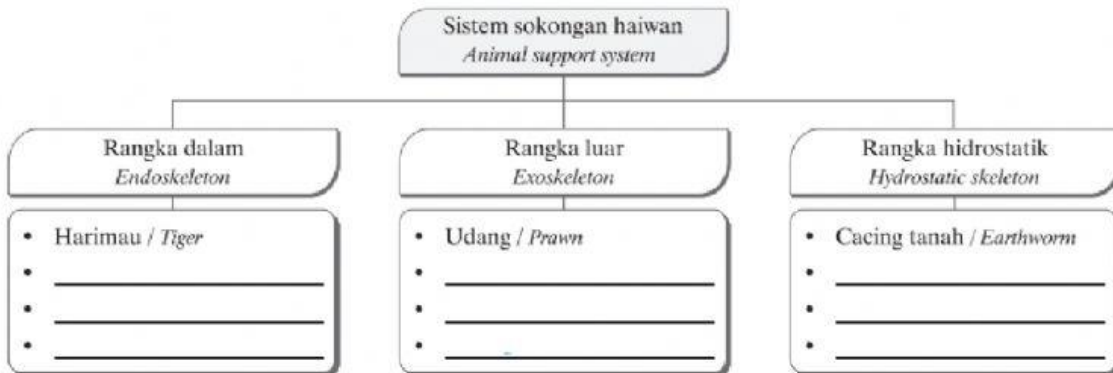 Sistem sokongan haiwan
Animal support system
Rangka dalam
Endoskeleton
Rangka luar
Exoskeleton
Rangka hidrostatik
Hydrostatic skeleton
• Harimau / Tiger
• Udang / Prawn
• Cacing tanah / Earthworm